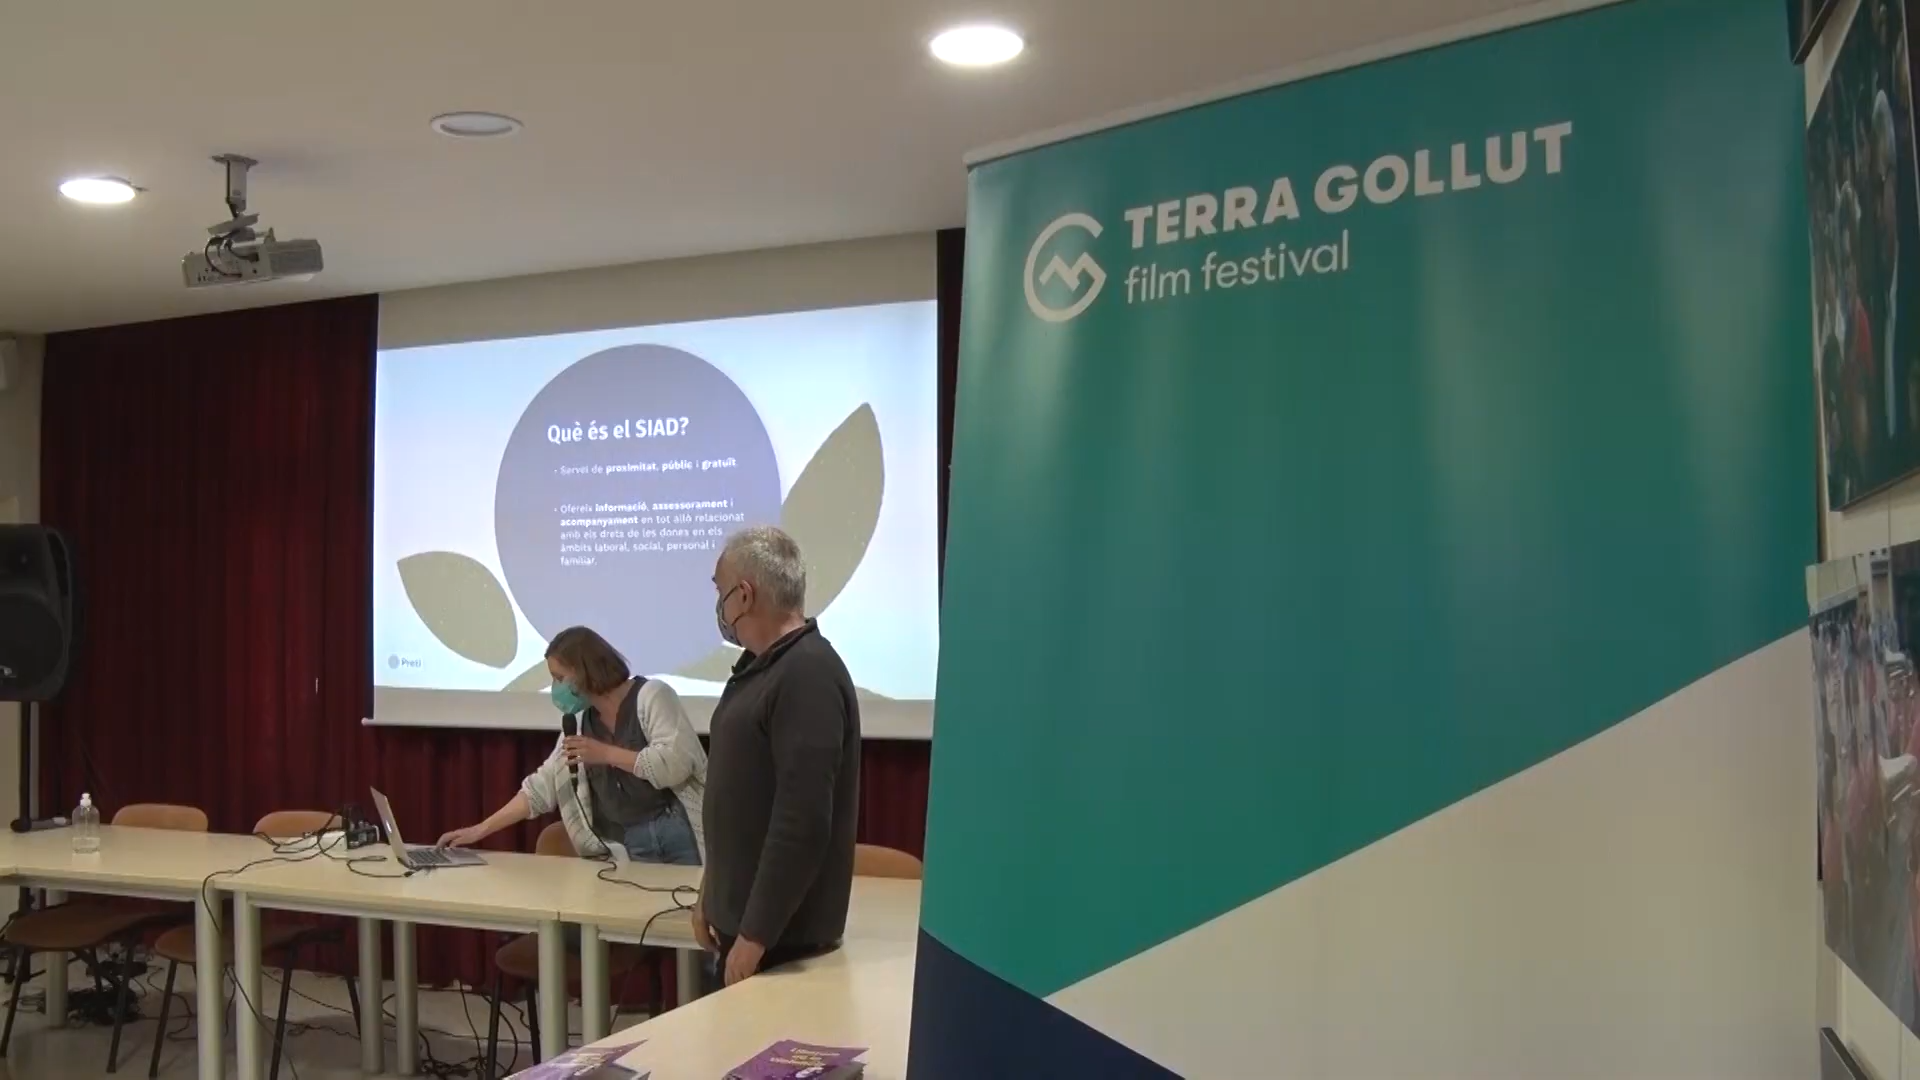 TERRA GOLLUT
film festival
Què és el SIAD?
• Servei de proximitat, públic i gratuït.
• Ofereix informació, assessorament i
acompanyament en tot allò relacionat
amb els drets de les dones en els
àmbits laboral, social, personal i
familiar.